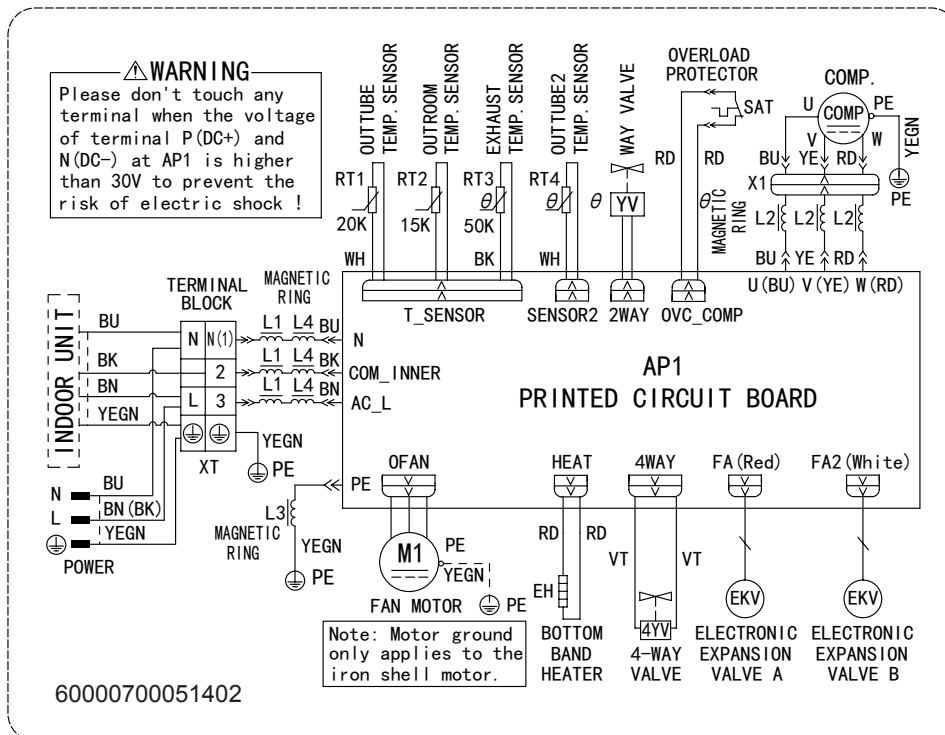 ⚠WARNING
Please don't touch any
terminal when the voltage
of terminal P(DC+) and
N(DC-) at AP1 is higher
than 30V to prevent the
risk of electric shock !
OUTTUBE
TEMP. SENSOR
OUTROOM
TEMP. SENSOR
EXHAUST
TEMP. SENSOR
OUTTUBE2
TEMP. SENSOR
WAY VALVE
OVERLOAD
PROTECTOR
SAT
RD
RD
COMP.
U
COMP
PE
V
W
YEGN
BU
YE
RD
X1
PE
L2
L2
L2
BU
YE
RD
MAGNETIC
RING
RT1
RT2
RT3
RT4
θ
θ
θ
θ
YV
20K
15K
50K
WH
BK
WH
T_SENSOR
SENSOR2
2WAY
OVC_COMP
U(BU)
V(YE)
W(RD)
INDOOR UNIT
BU
BK
BN
YEGN
TERMINAL
BLOCK
N
N(1)
2
L
3
XT
MAGNETIC
RING
L1
L4
BU
N
L1
L4
BK
COM_INNER
L1
L4
BN
AC_L
YEGN
PE
AP1
PRINTED CIRCUIT BOARD
N
BU
L
BN(BK)
YEGN
POWER
PE
L3
MAGNETIC
RING
YEGN
PE
OFAN
M1
PE
YEGN
PE
FAN MOTOR
Note: Motor ground
only applies to the
iron shell motor.
HEAT
RD
RD
EH
BOTTOM
BAND
HEATER
4WAY
VT
VT
4YV
4-WAY
VALVE
FA(Red)
EKV
ELECTRONIC
EXPANSION
VALVE A
FA2(White)
EKV
ELECTRONIC
EXPANSION
VALVE B
60000700051402